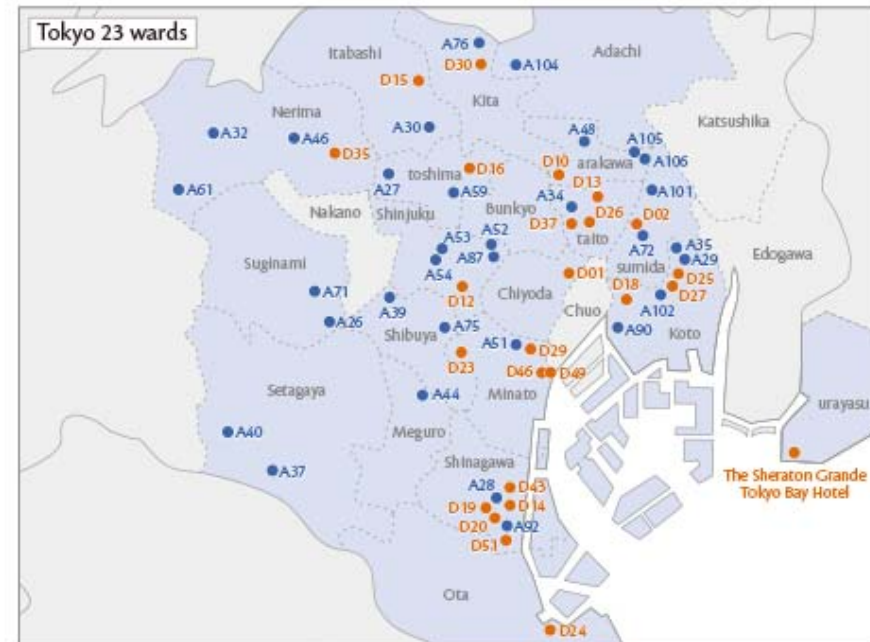 Tokyo 23 wards
Itabashi
A76
Adachi
D30
A104
D15
Kita
Katsushika
Nerima
A32
A46
A30
A48
A105
D35
arakawa
A106
toshima
D16
D10
A61
A27
A59
D13
A101
Nakano
Shinjuku
Bunkyo
A34
D26
D02
D37
A53
A52
taito
A72
A35
Edogawa
Suginami
A54
A87
sumida
A29
D01
D25
A71
D12
Chiyoda
D18
D27
A39
Chuo
A102
A26
Shibuya
A75
A90
Koto
A51
D29
D23
D46
D49
Setagaya
A44
Minato
urayasu
Meguro
A40
Shinagawa
A37
The Sheraton Grande
Tokyo Bay Hotel
A28
D43
D19
D14
D20
A92
D51
Ota
D24